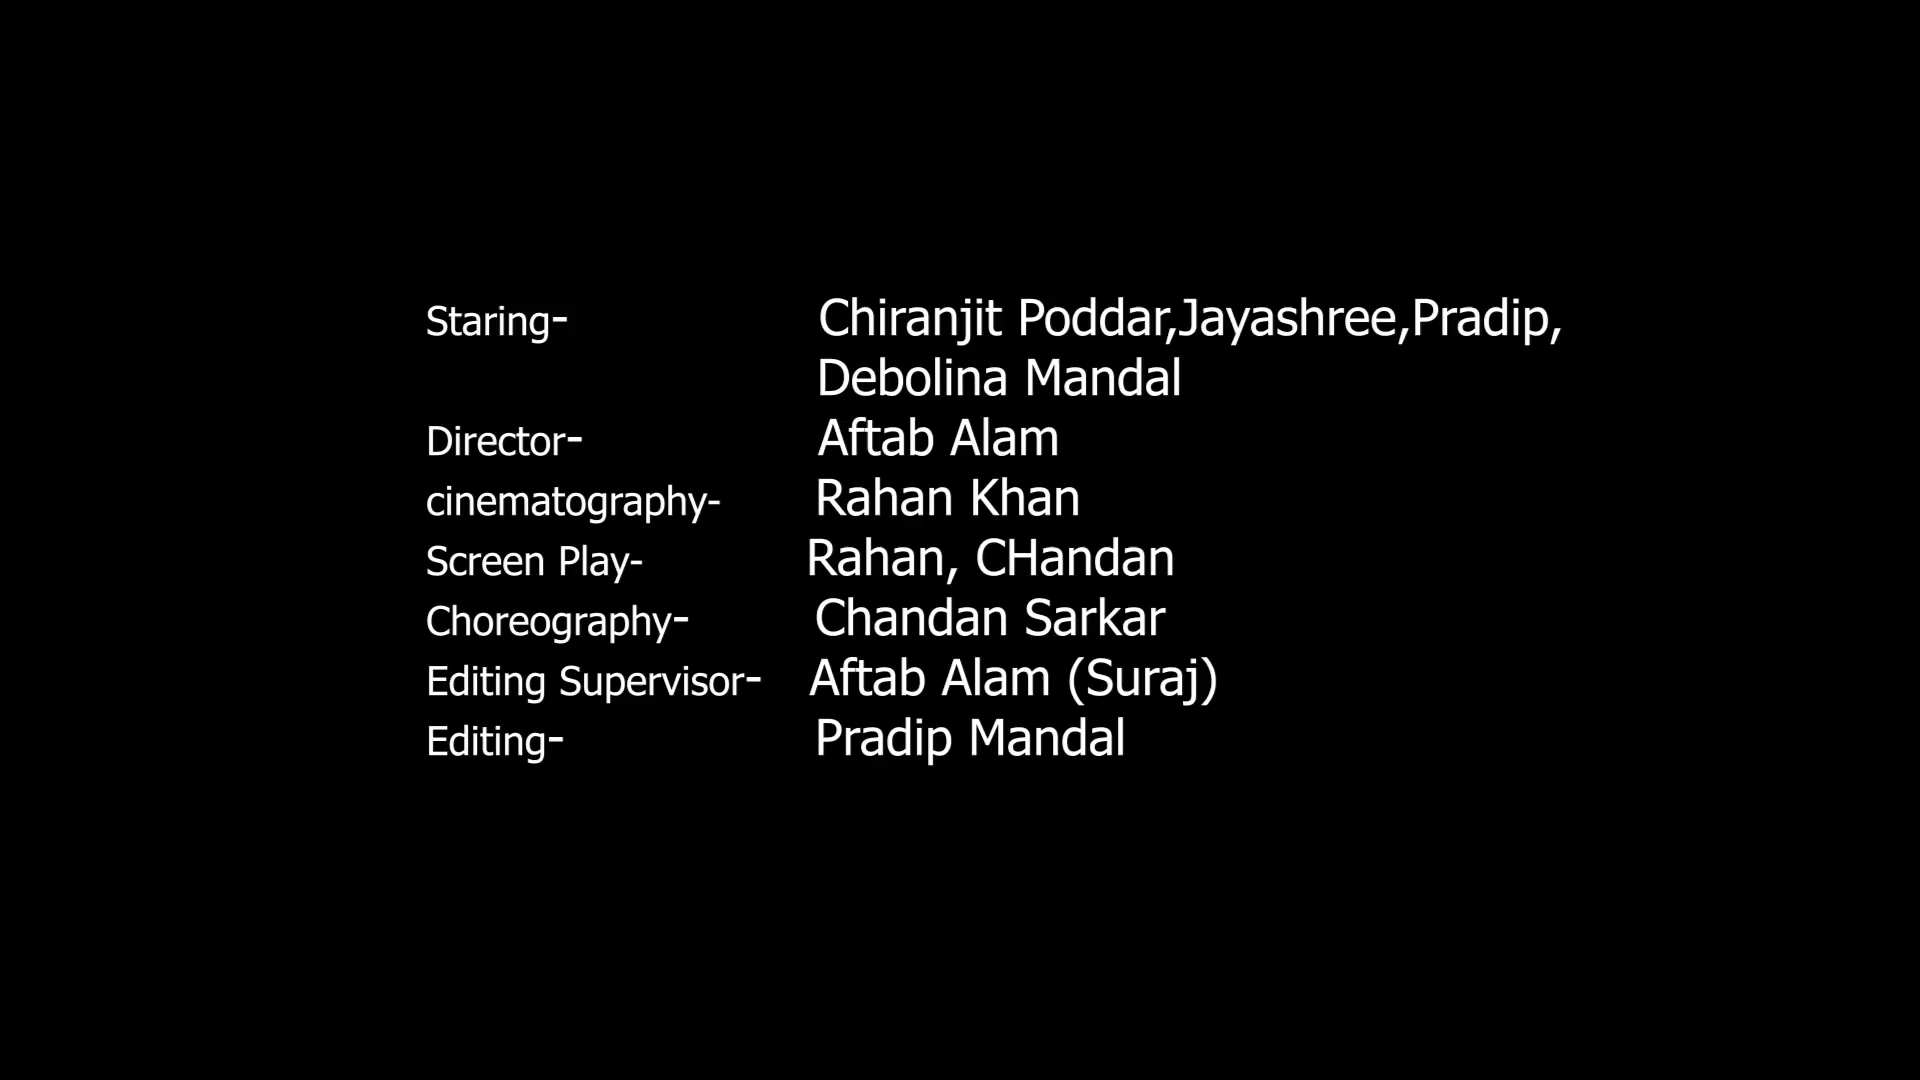 Staring- Chiranjit Poddar,Jayashree,Pradip,
Debolina Mandal
Director- Aftab Alam
cinematography- Rahan Khan
Screen Play- Rahan, CHandan
Choreography- Chandan Sarkar
Editing Supervisor- Aftab Alam (Suraj)
Editing- Pradip Mandal